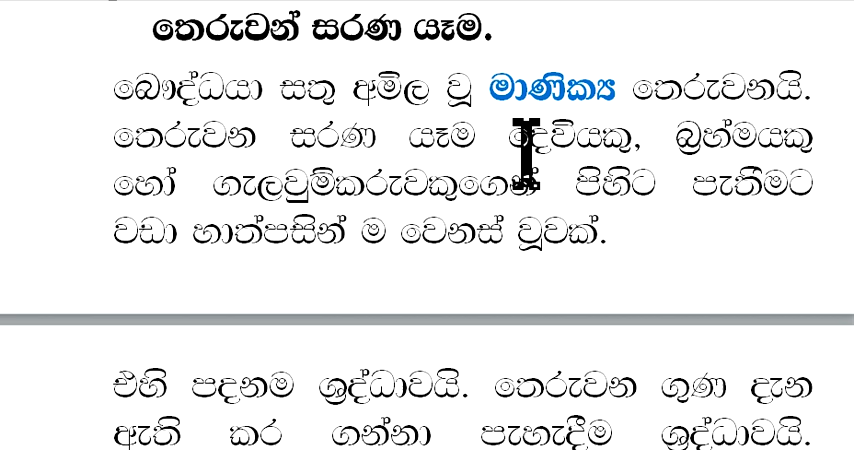 තෙරුවන් සරණ යෑම.
බෞද්ධයා සතු අමිල වූ මාණික්‍ය තෙරුවනයි.
තෙරුවන සරණ යෑම දෙවියකු, බ්‍රහ්මයකු
හෝ ගැලවුම්කරුවකුගෙන් පිහිට පැතීමට
වඩා හාත්පසින් ම වෙනස් වූවක්.
එහි පදනම ශ්‍රද්ධාවයි. තෙරුවන ගුණ දැන
ඇති කර ගන්නා පැහැදීම ශ්‍රද්ධාවයි.